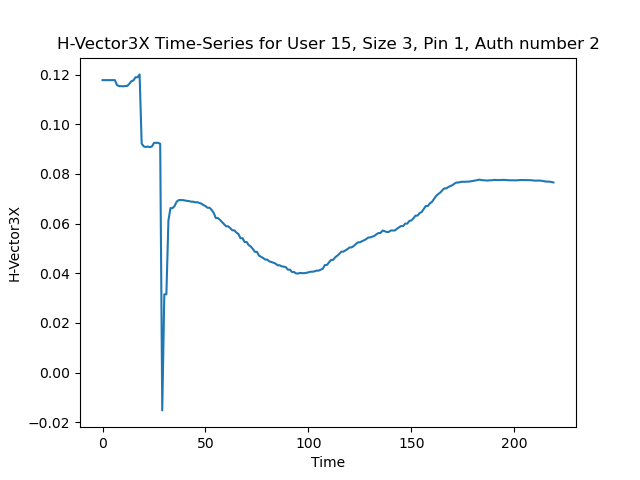 H-Vector3X Time-Series for User 15, Size 3, Pin 1, Auth number 2
0.12
0.10
0.08
0.06
0.04
0.02
0.00
−0.02
H-Vector3X
0 50 100 150 200
Time